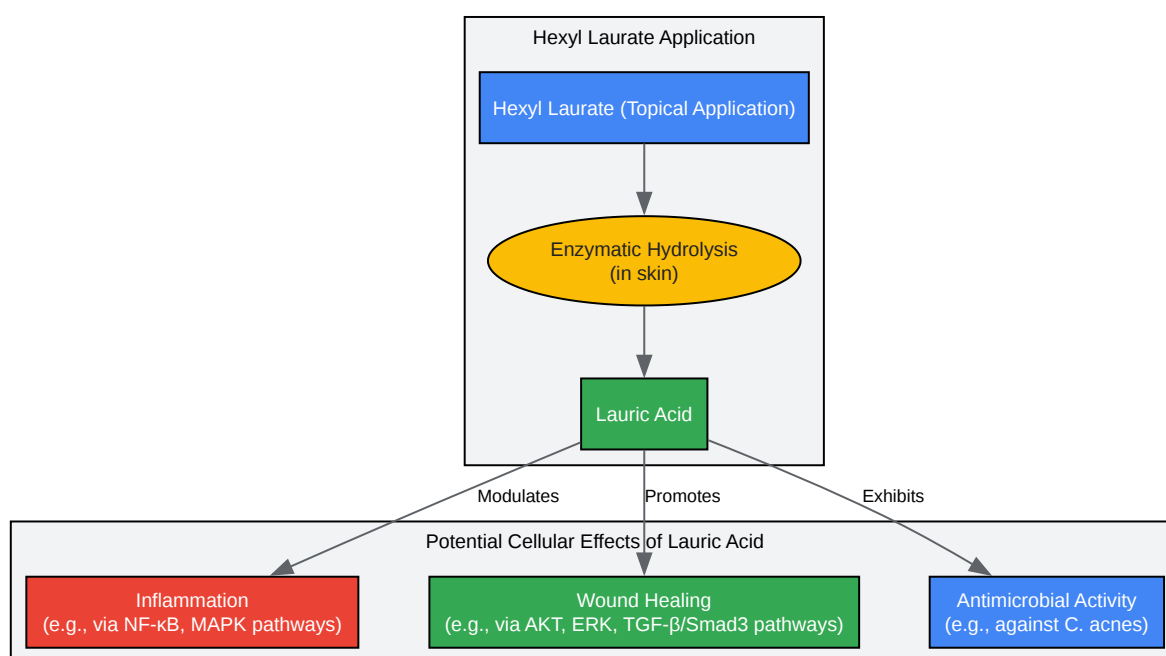 Hexyl Laurate Application
Hexyl Laurate (Topical Application)
Enzymatic Hydrolysis
(in skin)
Lauric Acid
Modulates
Promotes
Exhibits
Potential Cellular Effects of Lauric Acid
Inflammation
(e.g., via NF-κB, MAPK pathways)
Wound Healing
(e.g., via AKT, ERK, TGF-β/Smad3 pathways)
Antimicrobial Activity
(e.g., against C. acnes)